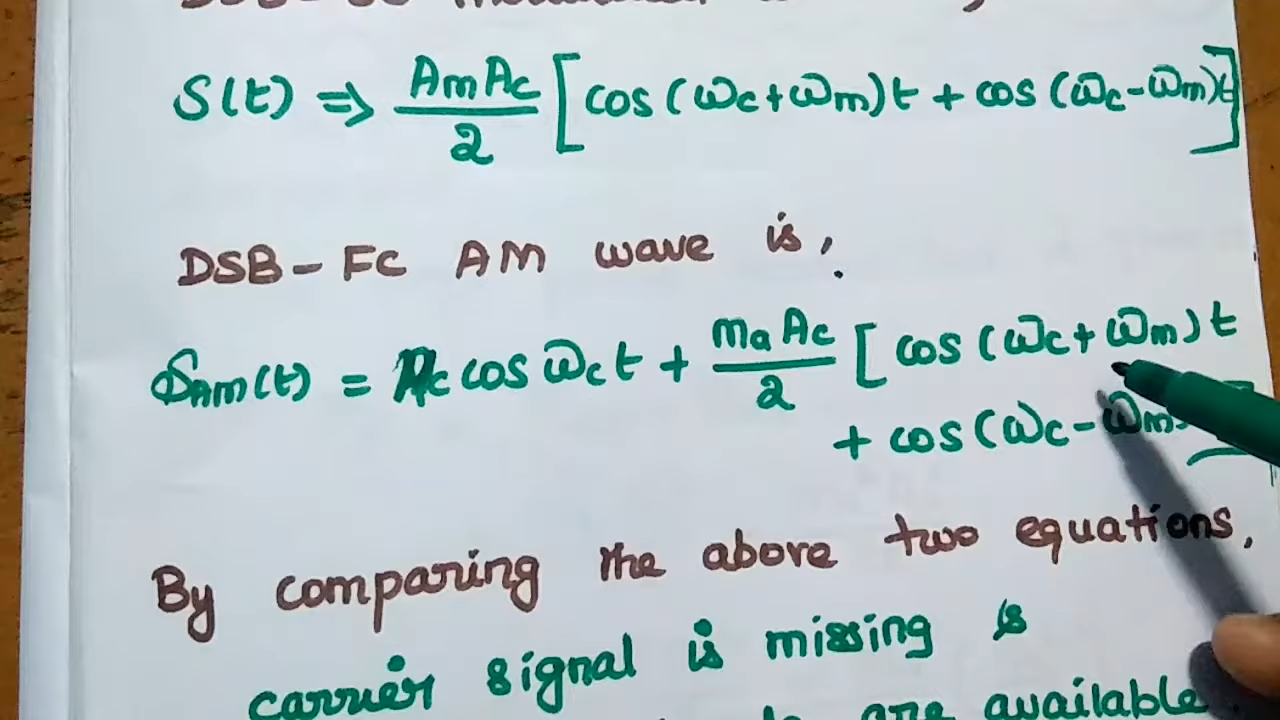 S(t) ⇒ AmAc/2 [cos(ωc+ωm)t + cos(ωc-ωm)t]
DSB-FC AM wave is,
SAM(t) = Ac cos ωct + maAc/2 [cos(ωc+ωm)t
+ cos(ωc-ωm
By comparing the above two equations,
carrier signal is missing &
are available.